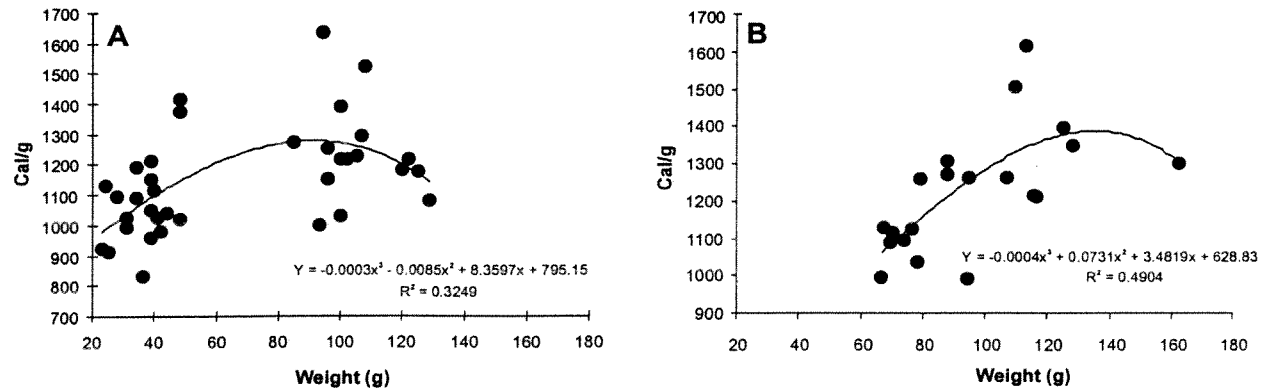 A
1700
1600
1500
1400
1300
1200
1100
1000
900
800
700
Cal/g
Y = -0.0003x³ - 0.0085x² + 8.3597x + 795.15
R² = 0.3249
20 40 60 80 100 120 140 160 180
Weight (g)
B
1700
1600
1500
1400
1300
1200
1100
1000
900
Cal/g
Y = -0.0004x³ + 0.0731x² + 3.4819x + 628.83
R² = 0.4904
20 40 60 80 100 120 140 160 180
Weight (g)